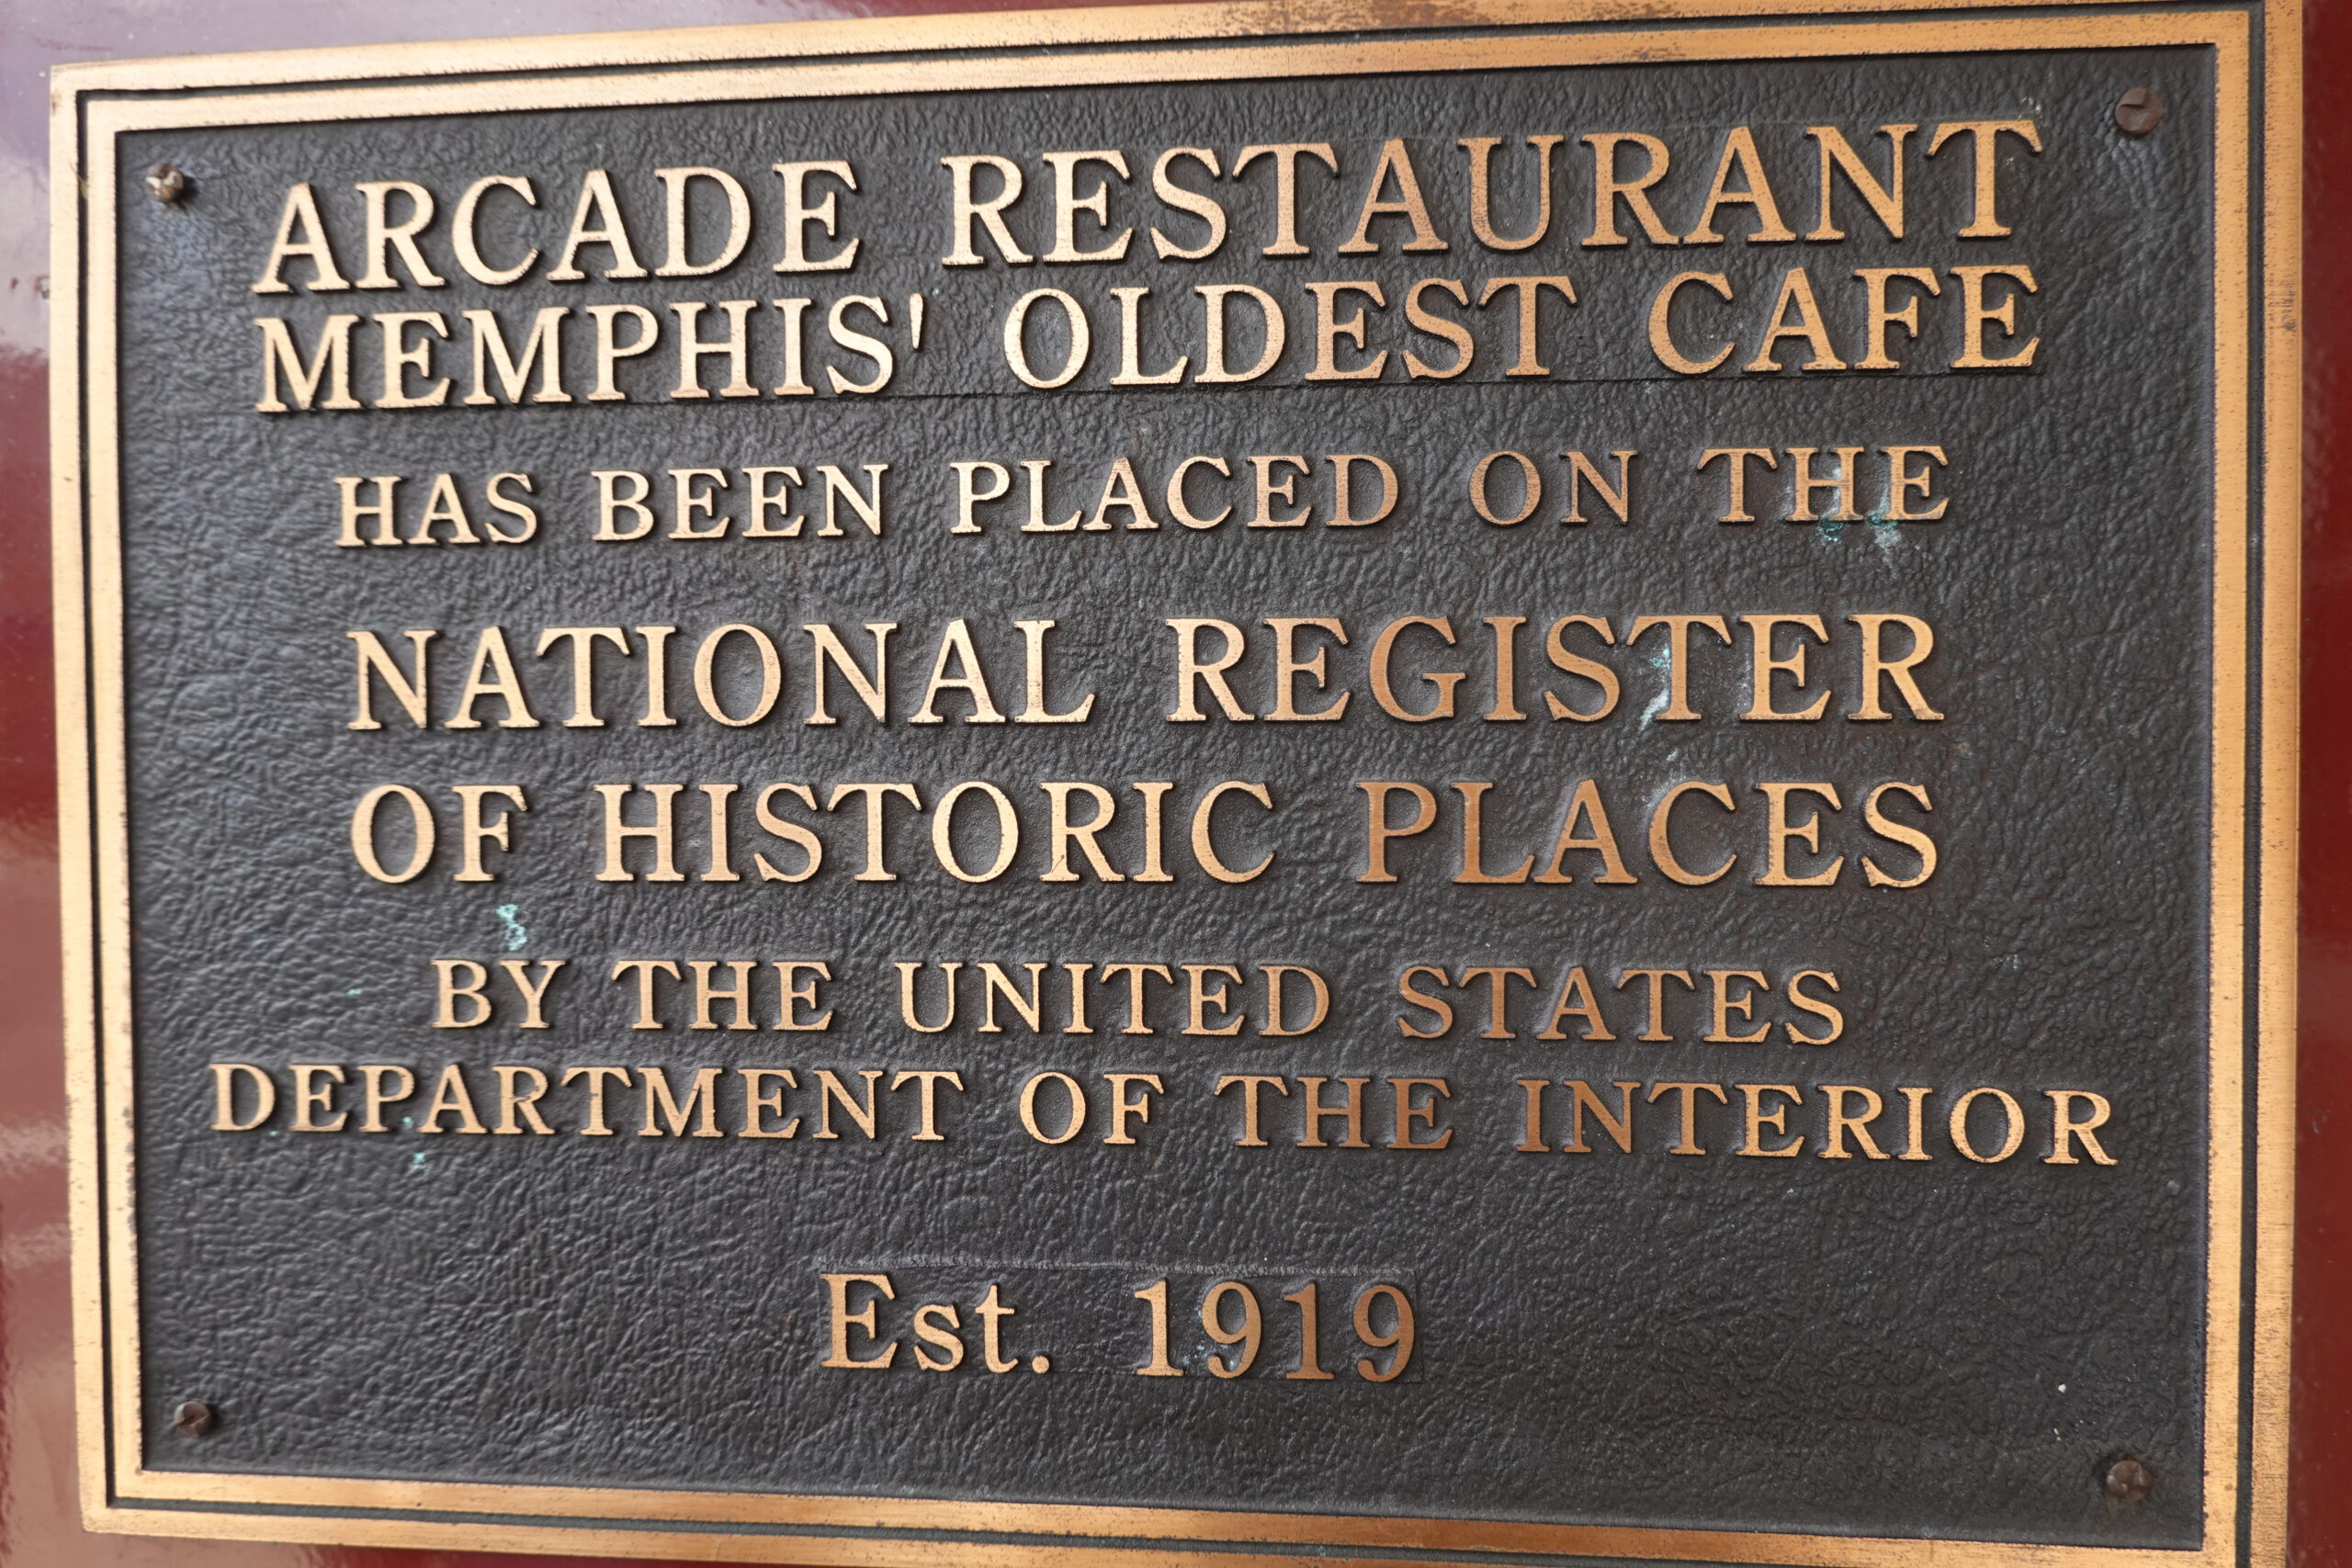 ARCADE RESTAURANT
MEMPHIS' OLDEST CAFE
HAS BEEN PLACED ON THE
NATIONAL REGISTER
OF HISTORIC PLACES
BY THE UNITED STATES
DEPARTMENT OF THE INTERIOR
Est. 1919